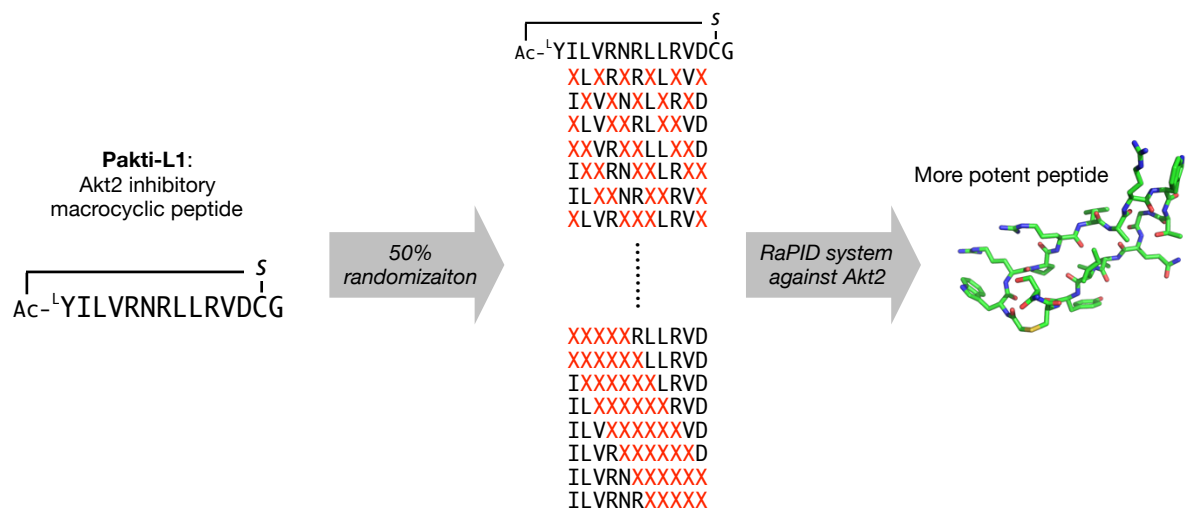 Pakti-L1:
Akt2 inhibitory
macrocyclic peptide
S
Ac-LYILVRNRLLRVDCG
50%
randomizaiton
S
Ac-LYILVRNRLLRVDCG
XLXRXRXLXVX
IXVXNXLXRXD
XLVXXRLXXVD
XXVRXXLLXXD
IXXRNXXLRXX
ILXXNRXXRVX
XLVRXXXLRVX
XXXXXRLLRVD
XXXXXXLLRVD
IXXXXXXLRVD
ILXXXXXXRVD
ILVXXXXXXVD
ILVRXXXXXXD
ILVRNXXXXXX
ILVRNRXXXXX
RaPID system
against Akt2
More potent peptide